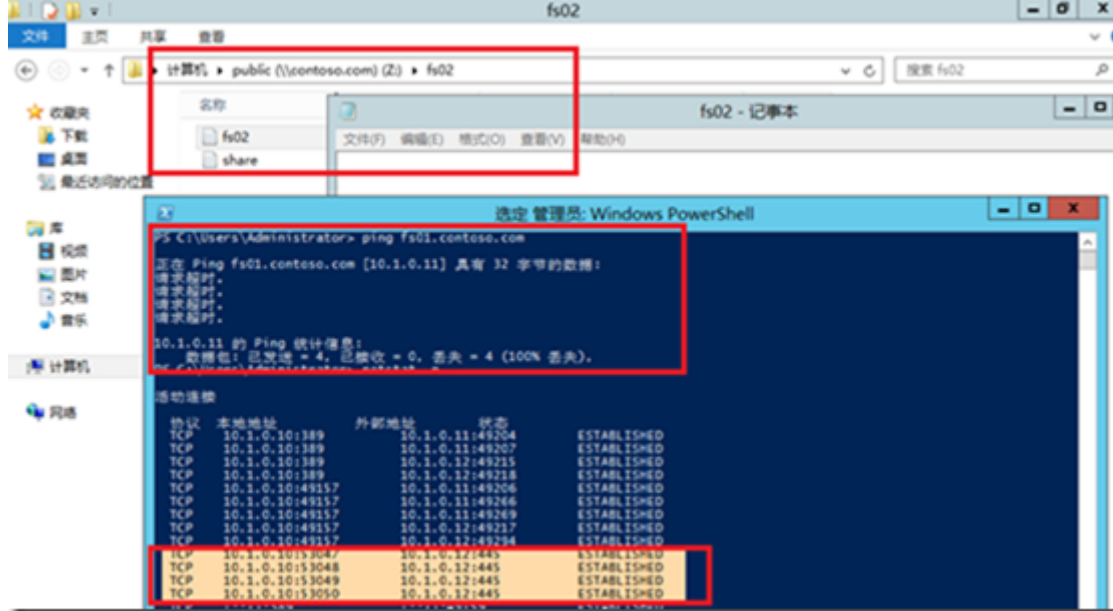 fs02
文件 主页 共享 查看
计算机 ▸ public (\\contoso.com) (Z:) ▸ fs02
搜索 fs02
收藏夹
下载
桌面
最近访问的位置
库
视频
图片
文档
音乐
计算机
网络
名称
fs02
share
fs02 - 记事本
文件(F) 编辑(E) 格式(O) 查看(V) 帮助(H)
选定 管理员: Windows PowerShell
PS C:\Users\Administrator> ping fs01.contoso.com
正在 Ping fs01.contoso.com [10.1.0.11] 具有 32 字节的数据:
请求超时。
请求超时。
请求超时。
请求超时。
10.1.0.11 的 Ping 统计信息:
数据包: 已发送 = 4, 已接收 = 0, 丢失 = 4 (100% 丢失),
PS C:\Users\Administrator> netstat -n
活动连接
协议 本地地址 外部地址 状态
TCP 10.1.0.10:389 10.1.0.11:49204 ESTABLISHED
TCP 10.1.0.10:389 10.1.0.11:49207 ESTABLISHED
TCP 10.1.0.10:389 10.1.0.12:49215 ESTABLISHED
TCP 10.1.0.10:389 10.1.0.12:49218 ESTABLISHED
TCP 10.1.0.10:49157 10.1.0.11:49206 ESTABLISHED
TCP 10.1.0.10:49157 10.1.0.11:49266 ESTABLISHED
TCP 10.1.0.10:49157 10.1.0.11:49269 ESTABLISHED
TCP 10.1.0.10:49157 10.1.0.12:49217 ESTABLISHED
TCP 10.1.0.10:49157 10.1.0.12:49294 ESTABLISHED
TCP 10.1.0.10:53047 10.1.0.12:445 ESTABLISHED
TCP 10.1.0.10:53048 10.1.0.12:445 ESTABLISHED
TCP 10.1.0.10:53049 10.1.0.12:445 ESTABLISHED
TCP 10.1.0.10:53050 10.1.0.12:445 ESTABLISHED